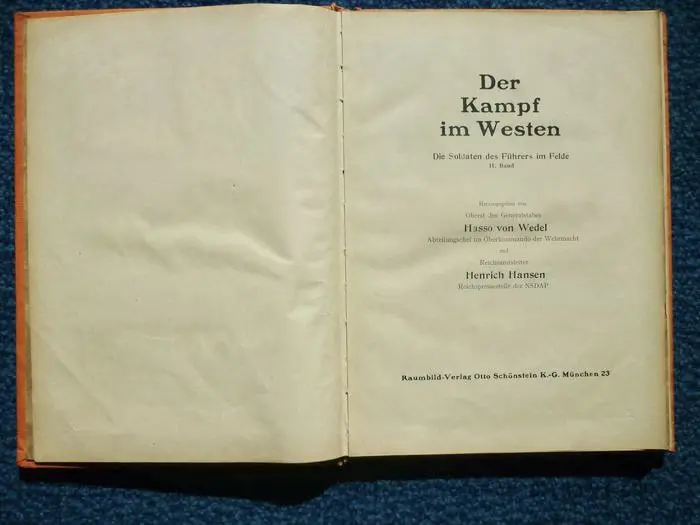 Der
Kampf
im Westen
Die Soldaten des Führers im Felde
II. Band
Herausgegeben von
Oberst des Generalstabes
Hasso von Wedel
Abteilungschef im Oberkommando der Wehrmacht
und
Reichsamtsleiter
Henrich Hansen
Reichspressestelle der NSDAP
Raumbild-Verlag Otto Schönstein K.-G. München 23